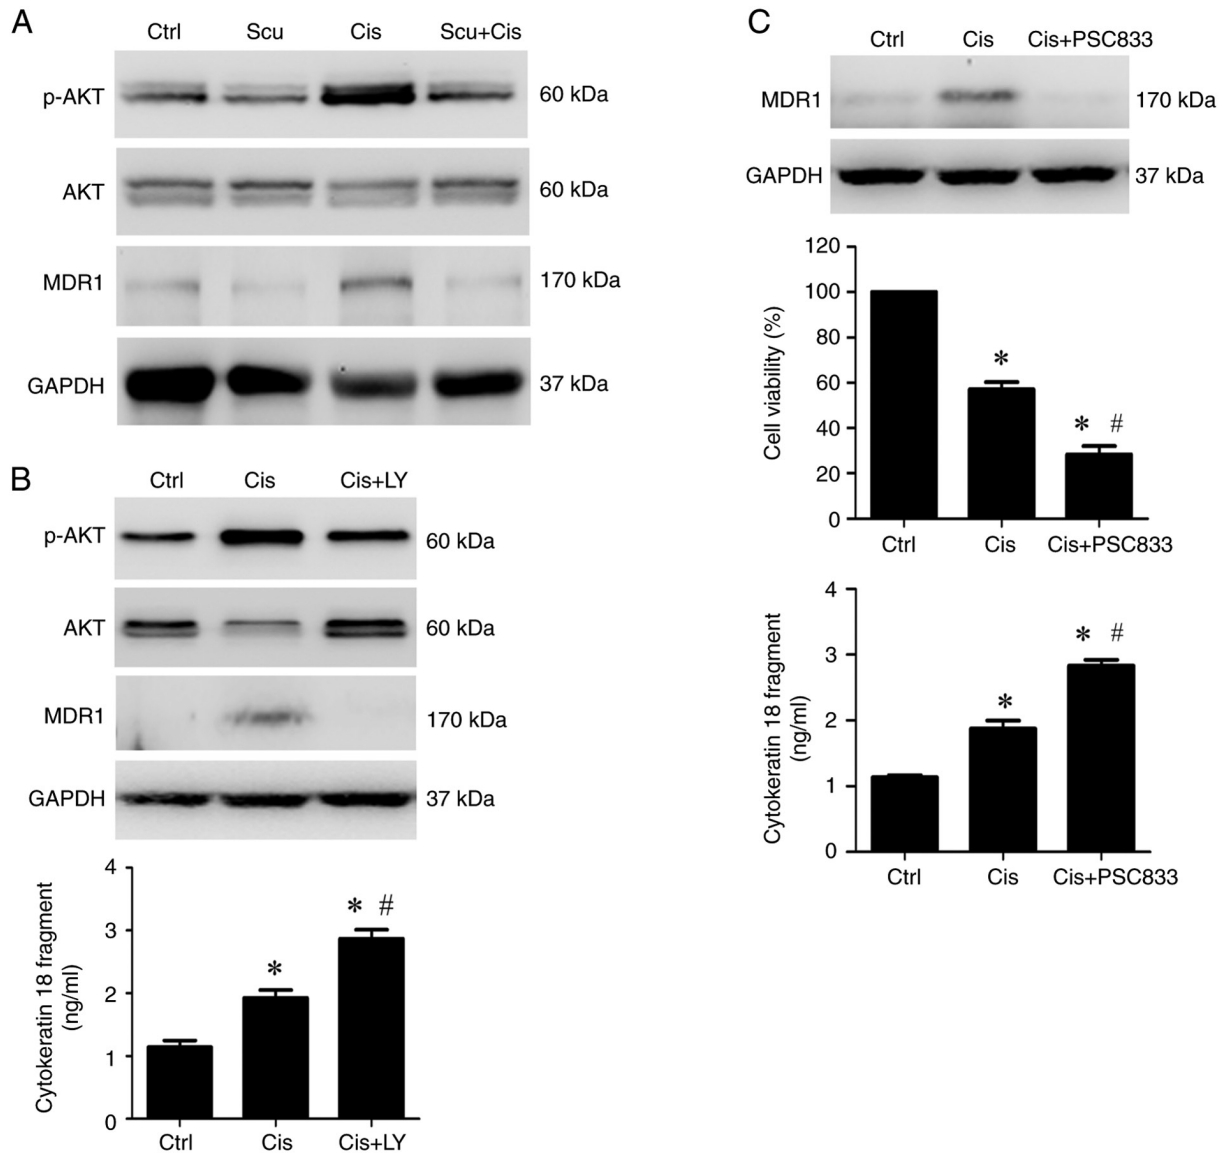 A
Ctrl Scu Cis Scu+Cis
p-AKT 60 kDa
AKT 60 kDa
MDR1 170 kDa
GAPDH 37 kDa
B
Ctrl Cis Cis+LY
p-AKT 60 kDa
AKT 60 kDa
MDR1 170 kDa
GAPDH 37 kDa
Cytokeratin 18 fragment
(ng/ml)
4
3
2
1
0
*
* #
Ctrl Cis Cis+LY
C
Ctrl Cis Cis+PSC833
MDR1 170 kDa
GAPDH 37 kDa
Cell viability (%)
120
100
80
60
40
20
0
*
* #
Ctrl Cis Cis+PSC833
Cytokeratin 18 fragment
(ng/ml)
4
3
2
1
0
*
* #
Ctrl Cis Cis+PSC833